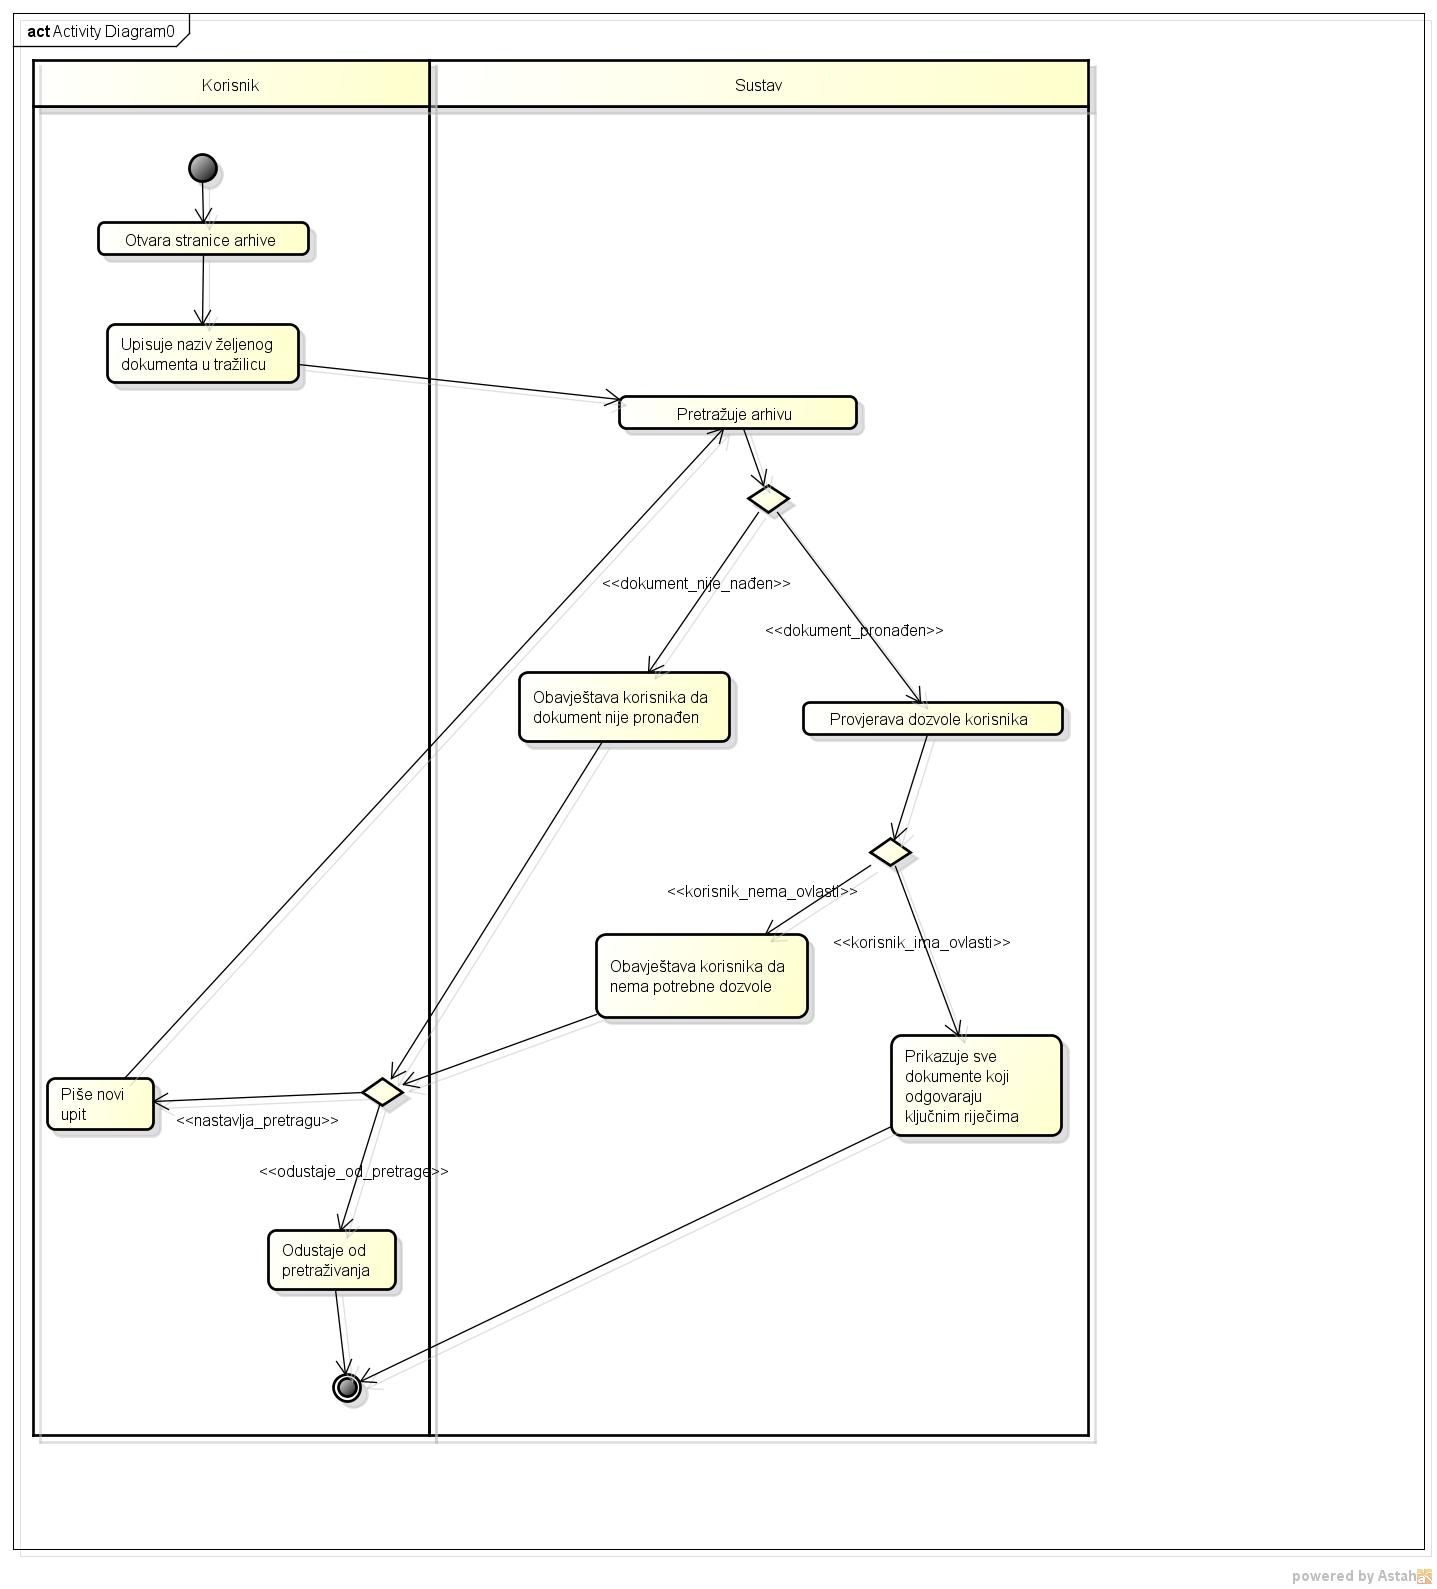 act Activity Diagram0
Korisnik
Sustav
Otvara stranice arhive
Upisuje naziv željenog
dokumenta u tražilicu
Pretražuje arhivu
<<dokument_nije_nađen>>
<<dokument_pronađen>>
Obavještava korisnika da
dokument nije pronađen
Provjerava dozvole korisnika
<<korisnik_nema_ovlasti>>
<<korisnik_ima_ovlasti>>
Obavještava korisnika da
nema potrebne dozvole
Prikazuje sve
dokumente koji
odgovaraju
ključnim riječima
Piše novi
upit
<<nastavlja_pretragu>>
<<odustaje_od_pretrage>>
Odustaje od
pretraživanja
powered by Astah